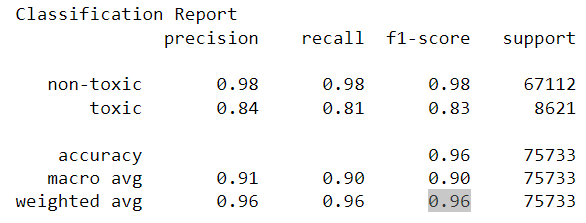 Classification Report
precision recall f1-score support
non-toxic 0.98 0.98 0.98 67112
toxic 0.84 0.81 0.83 8621
accuracy 0.96 75733
macro avg 0.91 0.90 0.90 75733
weighted avg 0.96 0.96 0.96 75733